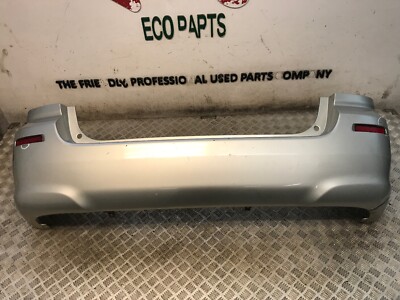 ECO PARTS
THE FRIENDLY, PROFESSIONAL USED PARTS COMPANY